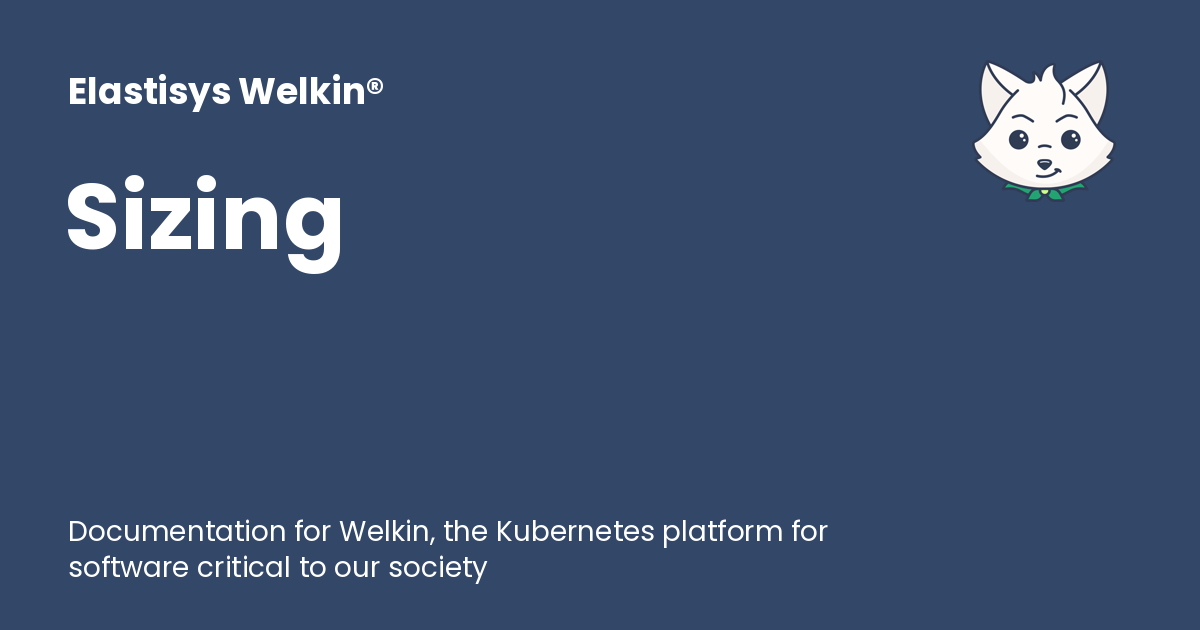 Elastisys Welkin®
Sizing
Documentation for Welkin, the Kubernetes platform for
software critical to our society